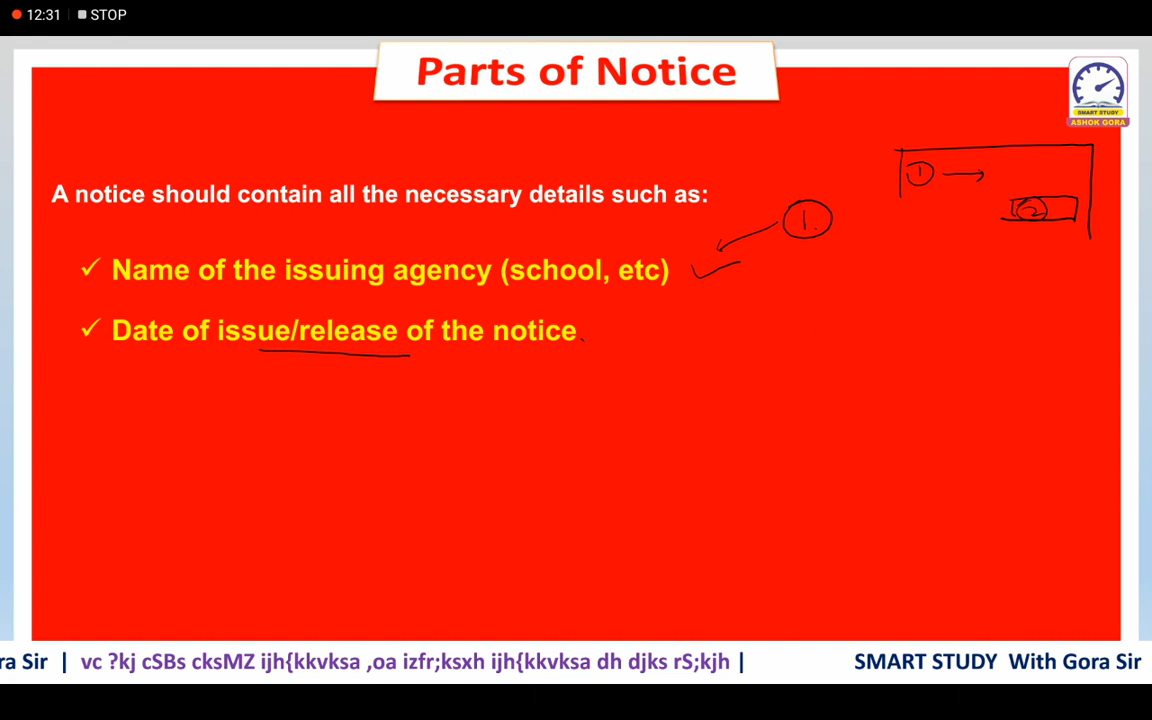 12:31 STOP
Parts of Notice
SMART STUDY
ASHOK GORA
1
2
A notice should contain all the necessary details such as:
1.
✓ Name of the issuing agency (school, etc)
✓ Date of issue/release of the notice
ra Sir | vc ?kj cSBs cksMZ ijh{kkvksa ,oa izfr;ksxh ijh{kkvksa dh djks rS;kjh | SMART STUDY With Gora Sir